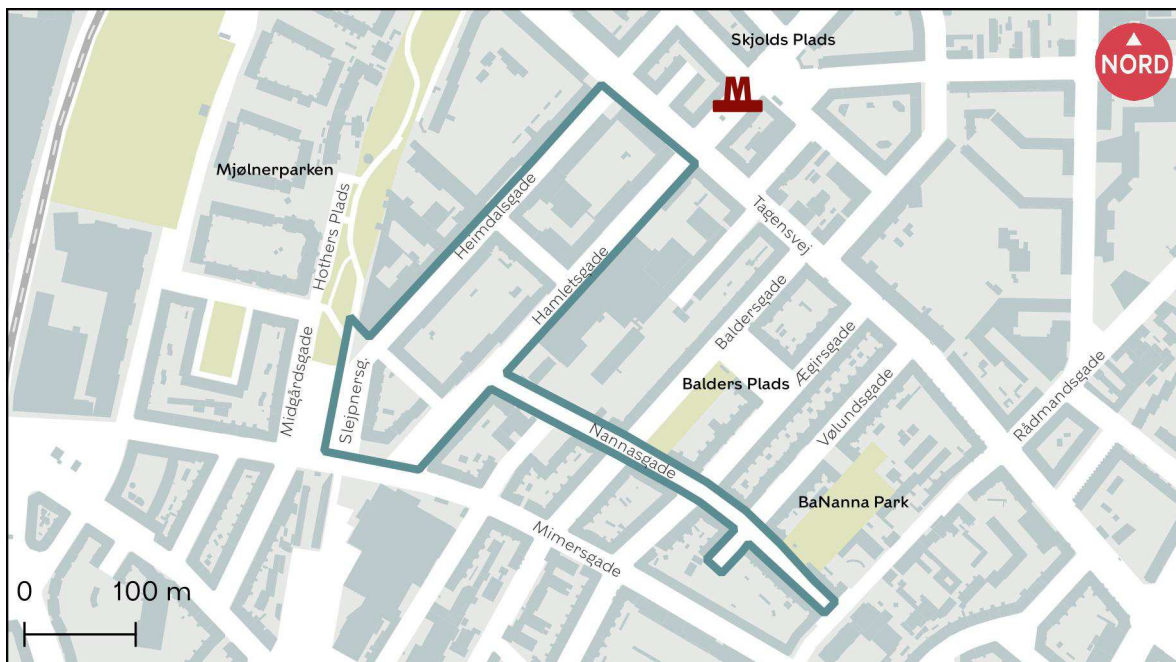 Skjolds Plads
NORD
M
Mjølnerparken
Hothers Plads
Heimdalsgade
Tagensvej
Hamletsgade
Baldersgade
Midgårdsgade
Slejpnersg.
Balders Plads
Ægirsgade
Vølundsgade
Rådmandsgade
Nannasgade
BaNanna Park
Mimersgade
0 100 m